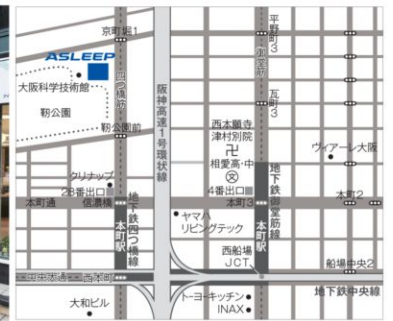 京町堀1
ASLEEP
大阪科学技術館
靭公園
靭公園前
四つ橋筋
阪神高速1号環状線
平野町3
御堂筋
瓦町3
西本願寺
津村別院
卍
相愛高・中
文
ヴィアーレ大阪
クリナップ
28番出口
4番出口
本町通
信濃橋
本町3
本町2
地下鉄四つ橋線
本町駅
地下鉄御堂筋線
本町駅
ヤマハ
リビングテック
西船場
JCT.
船場中央2
中央大通
西本町
地下鉄中央線
大和ビル
トーヨーキッチン
INAX